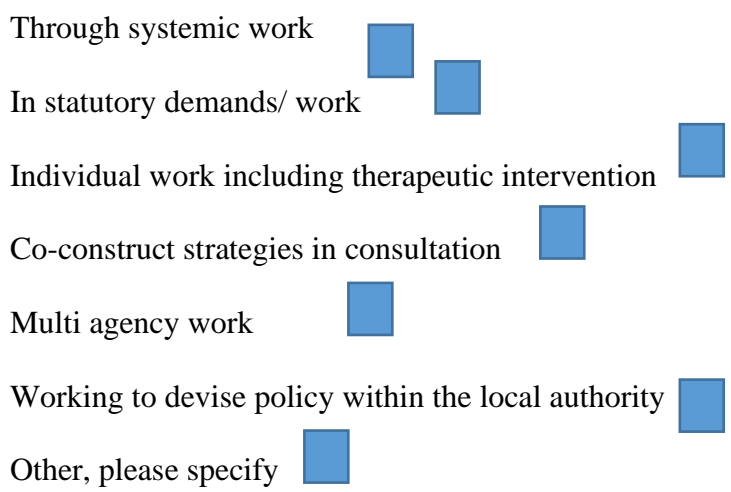 Through systemic work
In statutory demands/ work
Individual work including therapeutic intervention
Co-construct strategies in consultation
Multi agency work
Working to devise policy within the local authority
Other, please specify